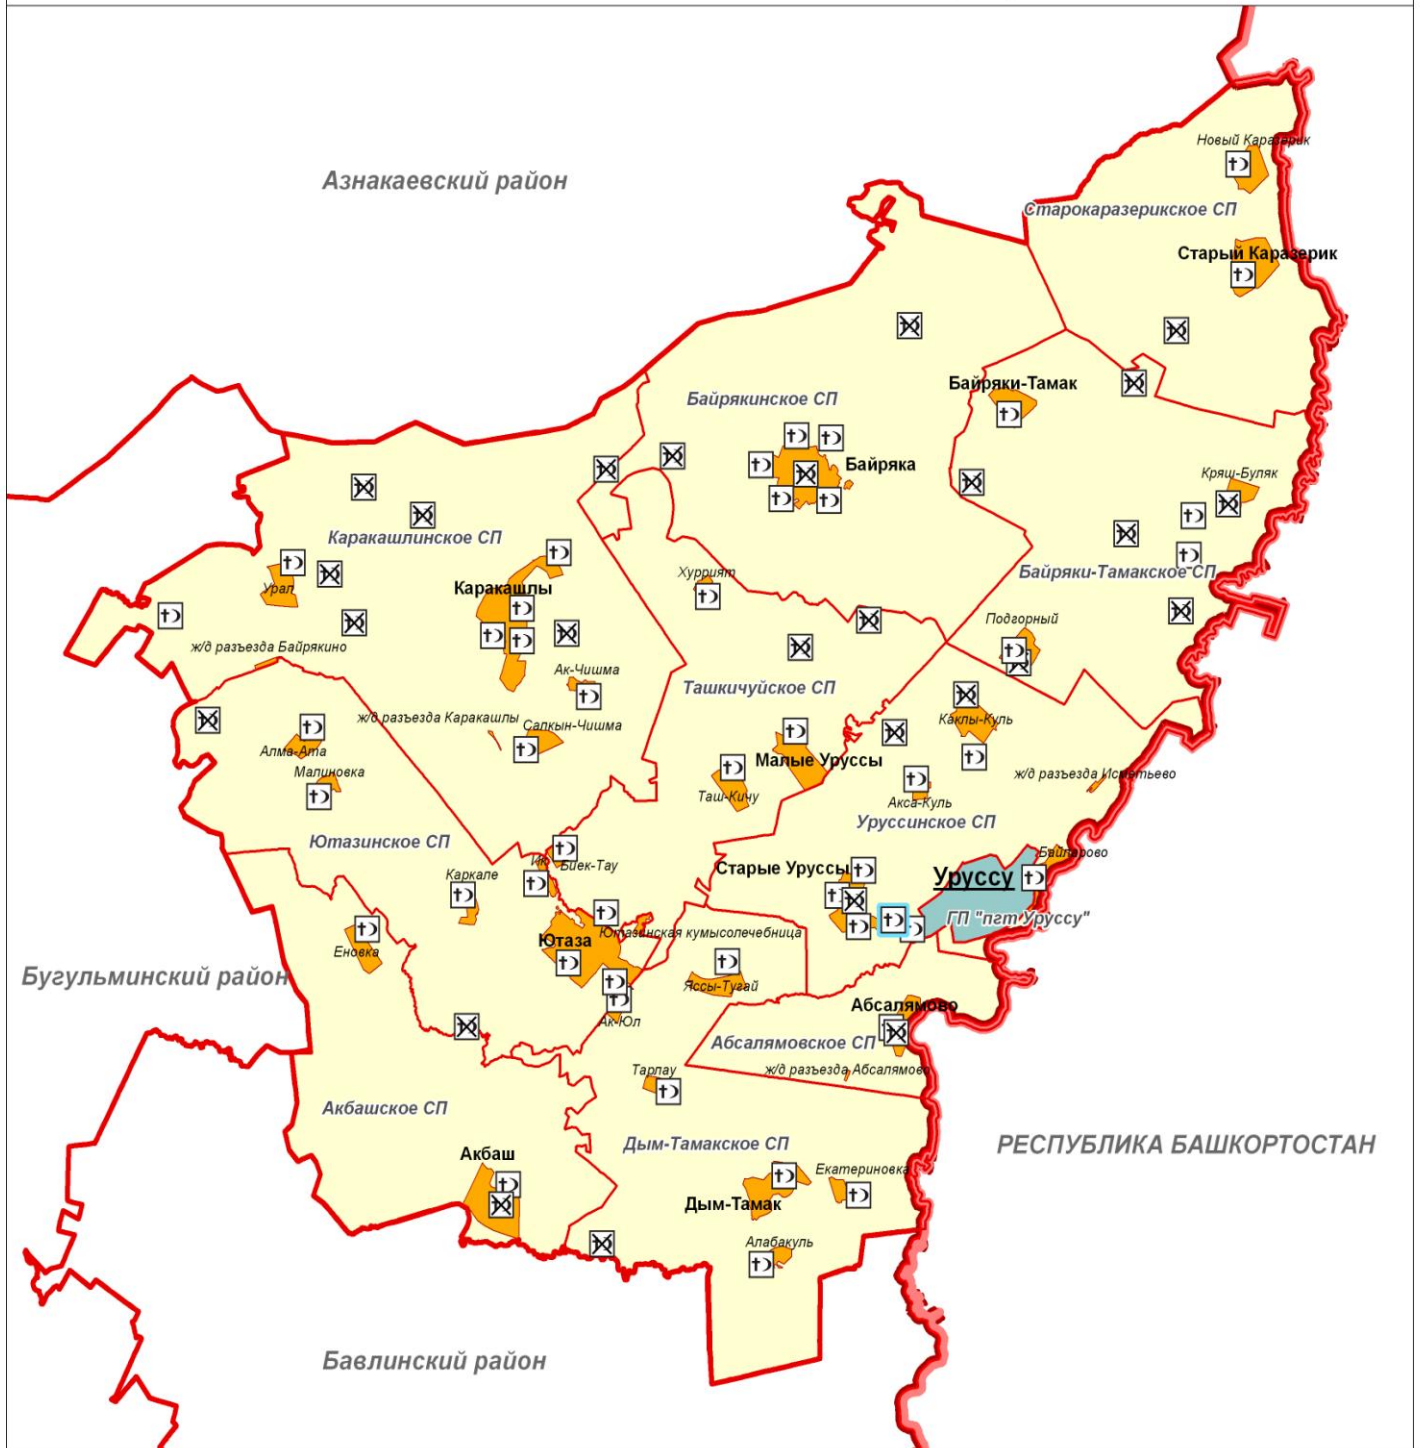 Новый Каразерик
Азнакаевский район
Старокаразерикское СП
Старый Каразерик
Байряки-Тамак
Байрякинское СП
Байряка
Кряш-Буляк
Каракашлинское СП
Хуррият
Байряки-Тамакское СП
Урал
Каракашлы
Подгорный
ж/д разъезда Байрякино
Ак-Чишма
Ташкичуйское СП
ж/д разъезда Каракашлы
Салкын-Чишма
Каклы-Куль
Алма-Ата
Малые Уруссы
Малиновка
ж/д разъезда Исметьево
Таш-Кичу
Акса-Куль
Уруссинское СП
Ютазинское СП
Байларово
Ик
Биек-Тау
Старые Уруссы
Каркале
Уруссу
ГП "пгт Уруссу"
Ютазинская кумысолечебница
Ютаза
Еновка
Бугульминский район
Яссы-Тугай
Абсалямово
Ак-Юл
Абсалямовское СП
Тарлау
ж/д разъезда Абсалямово
Акбашское СП
Дым-Тамакское СП
РЕСПУБЛИКА БАШКОРТОСТАН
Акбаш
Екатериновка
Дым-Тамак
Алабакуль
Бавлинский район